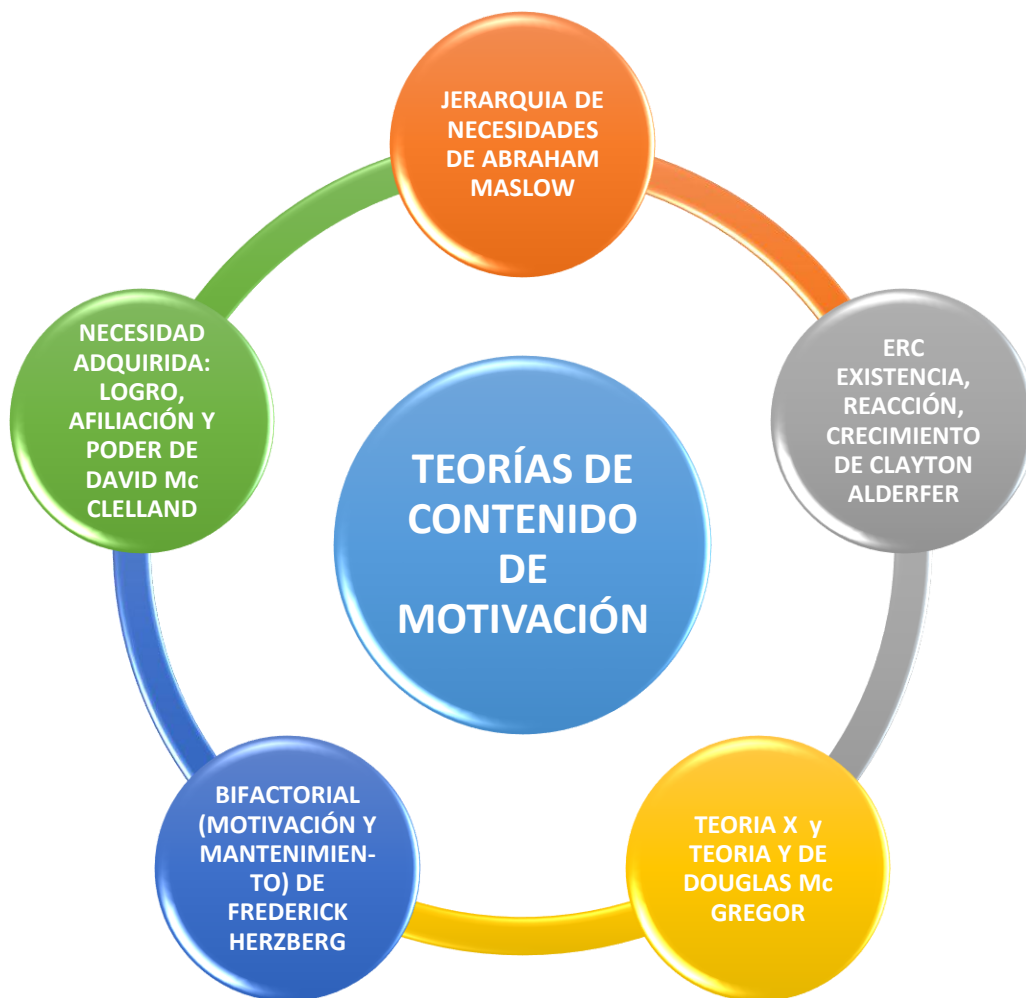 JERARQUIA DE
NECESIDADES
DE ABRAHAM
MASLOW
ERC
EXISTENCIA,
REACCIÓN,
CRECIMIENTO
DE CLAYTON
ALDERFER
TEORIA X y
TEORIA Y DE
DOUGLAS Mc
GREGOR
BIFACTORIAL
(MOTIVACIÓN Y
MANTENIMIEN-
TO) DE
FREDERICK
HERZBERG
NECESIDAD
ADQUIRIDA:
LOGRO,
AFILIACIÓN Y
PODER DE
DAVID Mc
CLELLAND
TEORÍAS DE
CONTENIDO
DE
MOTIVACIÓN